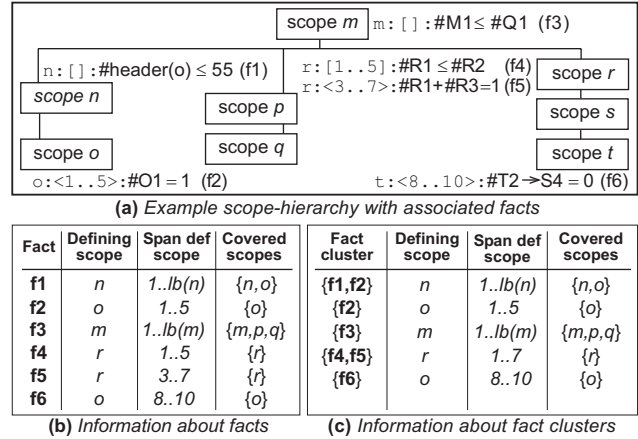 scope m m:[]:#M1≤ #Q1 (f3)
n:[]:#header(o) ≤ 55 (f1)
r:[1..5]:#R1 ≤#R2 (f4)
r:<3..7>:#R1+#R3=1 (f5)
scope n
scope p
scope r
scope s
scope o
scope q
scope t
o:<1..5>:#O1 = 1 (f2)
t:<8..10>:#T2→S4 = 0 (f6)
(a) Example scope-hierarchy with associated facts
Fact Defining scope Span def scope Covered scopes
f1 n 1..lb(n) {n,o}
f2 o 1..5 {o}
f3 m 1..lb(m) {m,p,q}
f4 r 1..5 {r}
f5 r 3..7 {r}
f6 o 8..10 {o}
(b) Information about facts
Fact cluster Defining scope Span def scope Covered scopes
{f1,f2} n 1..lb(n) {n,o}
{f2} o 1..5 {o}
{f3} m 1..lb(m) {m,p,q}
{f4,f5} r 1..7 {r}
{f6} o 8..10 {o}
(c) Information about fact clusters